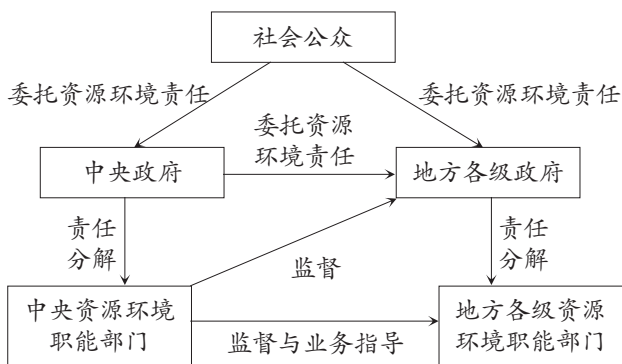 社会公众
委托资源环境责任
委托资源环境责任
委托资源
环境责任
中央政府
地方各级政府
责任
分解
责任
分解
监督
中央资源环境
职能部门
地方各级资源
环境职能部门
监督与业务指导